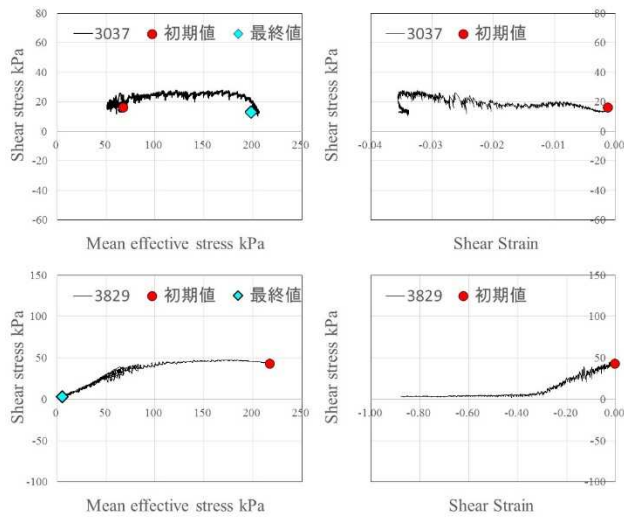 80
60
40
20
0
-20
-40
-60
0 50 100 150 200 250
Shear stress kPa
Mean effective stress kPa
3037 初期値 最終値
80
60
40
20
0
-20
-40
-60
-0.04 -0.03 -0.02 -0.01 0.00
Shear stress kPa
Shear Strain
3037 初期値
150
100
50
0
-50
-100
0 50 100 150 200 250
Shear stress kPa
Mean effective stress kPa
3829 初期値 最終値
150
100
50
0
-50
-100
-1.00 -0.80 -0.60 -0.40 -0.20 0.00
Shear stress kPa
Shear Strain
3829 初期値